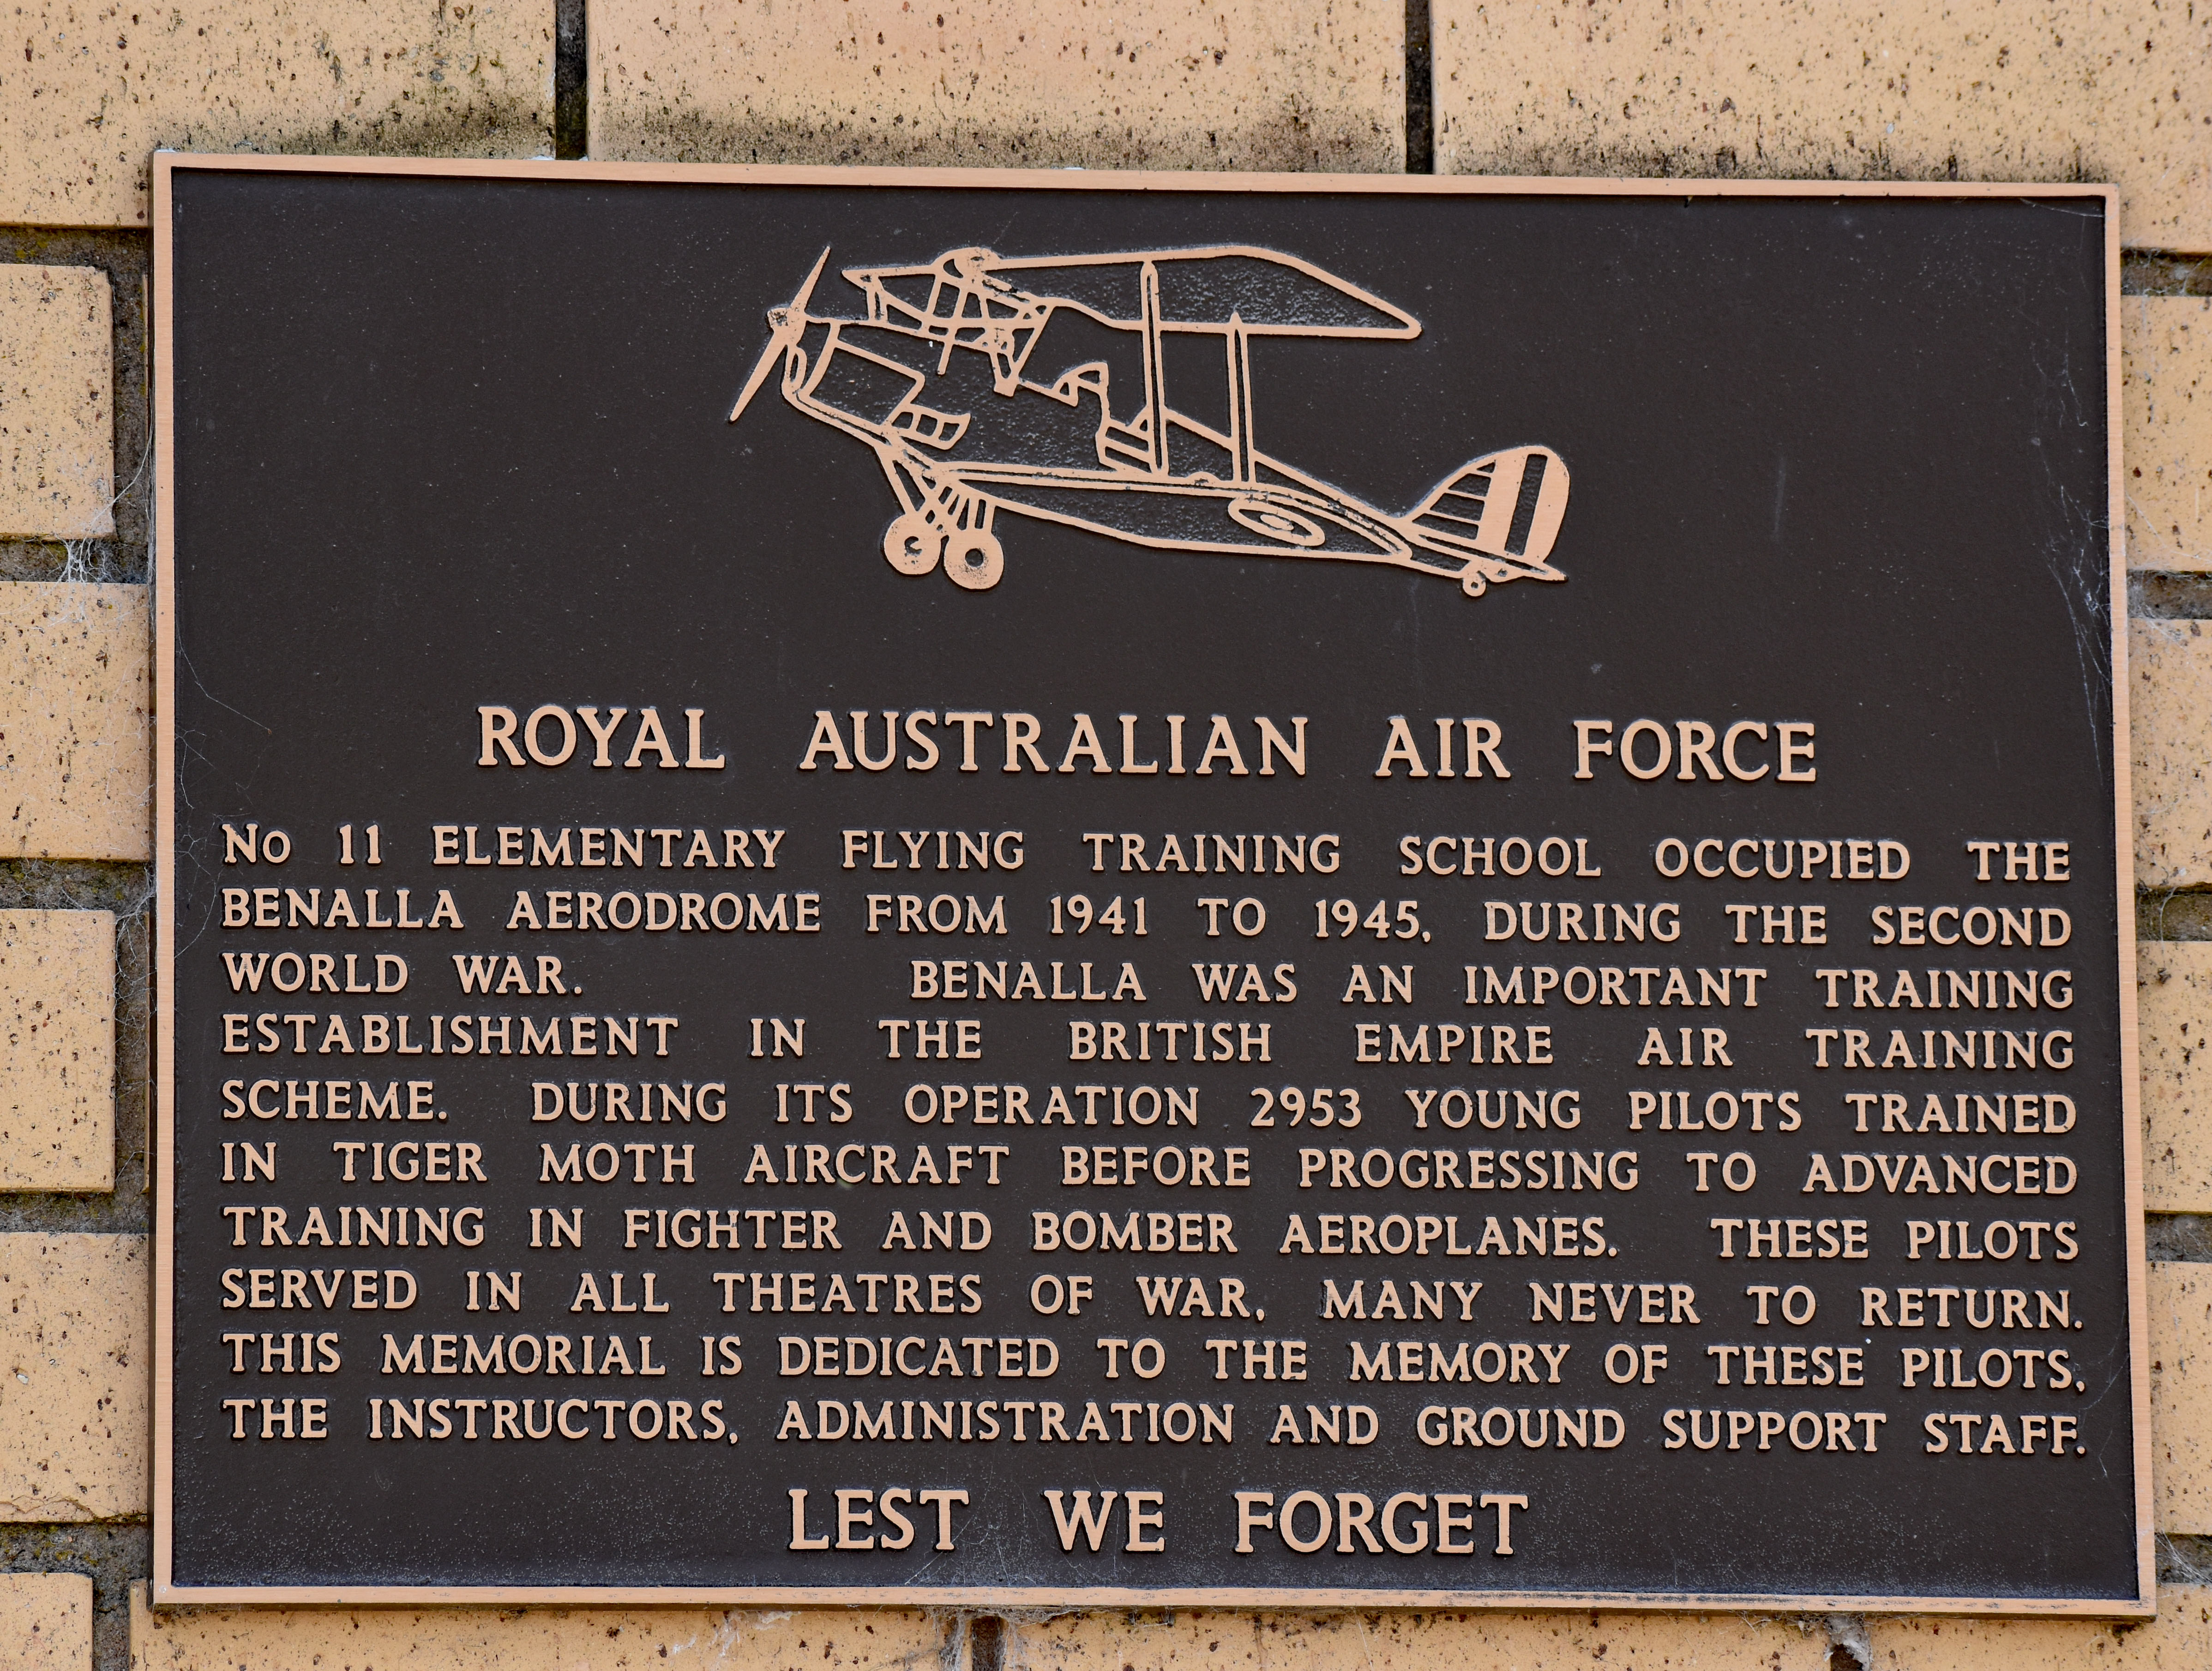 ROYAL AUSTRALIAN AIR FORCE
No 11 ELEMENTARY FLYING TRAINING SCHOOL OCCUPIED THE
BENALLA AERODROME FROM 1941 TO 1945, DURING THE SECOND
WORLD WAR. BENALLA WAS AN IMPORTANT TRAINING
ESTABLISHMENT IN THE BRITISH EMPIRE AIR TRAINING
SCHEME. DURING ITS OPERATION 2953 YOUNG PILOTS TRAINED
IN TIGER MOTH AIRCRAFT BEFORE PROGRESSING TO ADVANCED
TRAINING IN FIGHTER AND BOMBER AEROPLANES. THESE PILOTS
SERVED IN ALL THEATRES OF WAR, MANY NEVER TO RETURN.
THIS MEMORIAL IS DEDICATED TO THE MEMORY OF THESE PILOTS,
THE INSTRUCTORS, ADMINISTRATION AND GROUND SUPPORT STAFF.
LEST WE FORGET